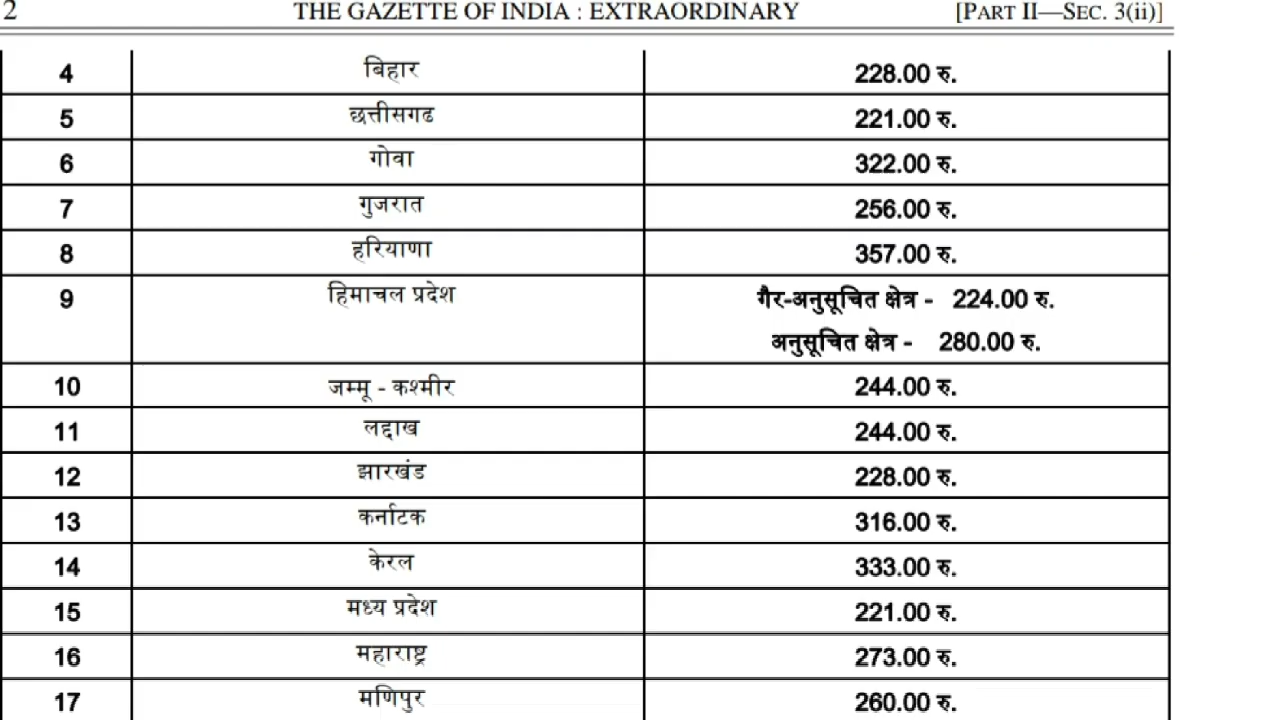 2 THE GAZETTE OF INDIA : EXTRAORDINARY [PART II—SEC. 3(ii)]
4 बिहार 228.00 रु.
5 छत्तीसगढ 221.00 रु.
6 गोवा 322.00 रु.
7 गुजरात 256.00 रु.
8 हरियाणा 357.00 रु.
9 हिमाचल प्रदेश गैर-अनुसूचित क्षेत्र - 224.00 रु.
अनुसूचित क्षेत्र - 280.00 रु.
10 जम्मू - कश्मीर 244.00 रु.
11 लद्दाख 244.00 रु.
12 झारखंड 228.00 रु.
13 कर्नाटक 316.00 रु.
14 केरल 333.00 रु.
15 मध्य प्रदेश 221.00 रु.
16 महाराष्ट्र 273.00 रु.
17 मणिपुर 260.00 रु.